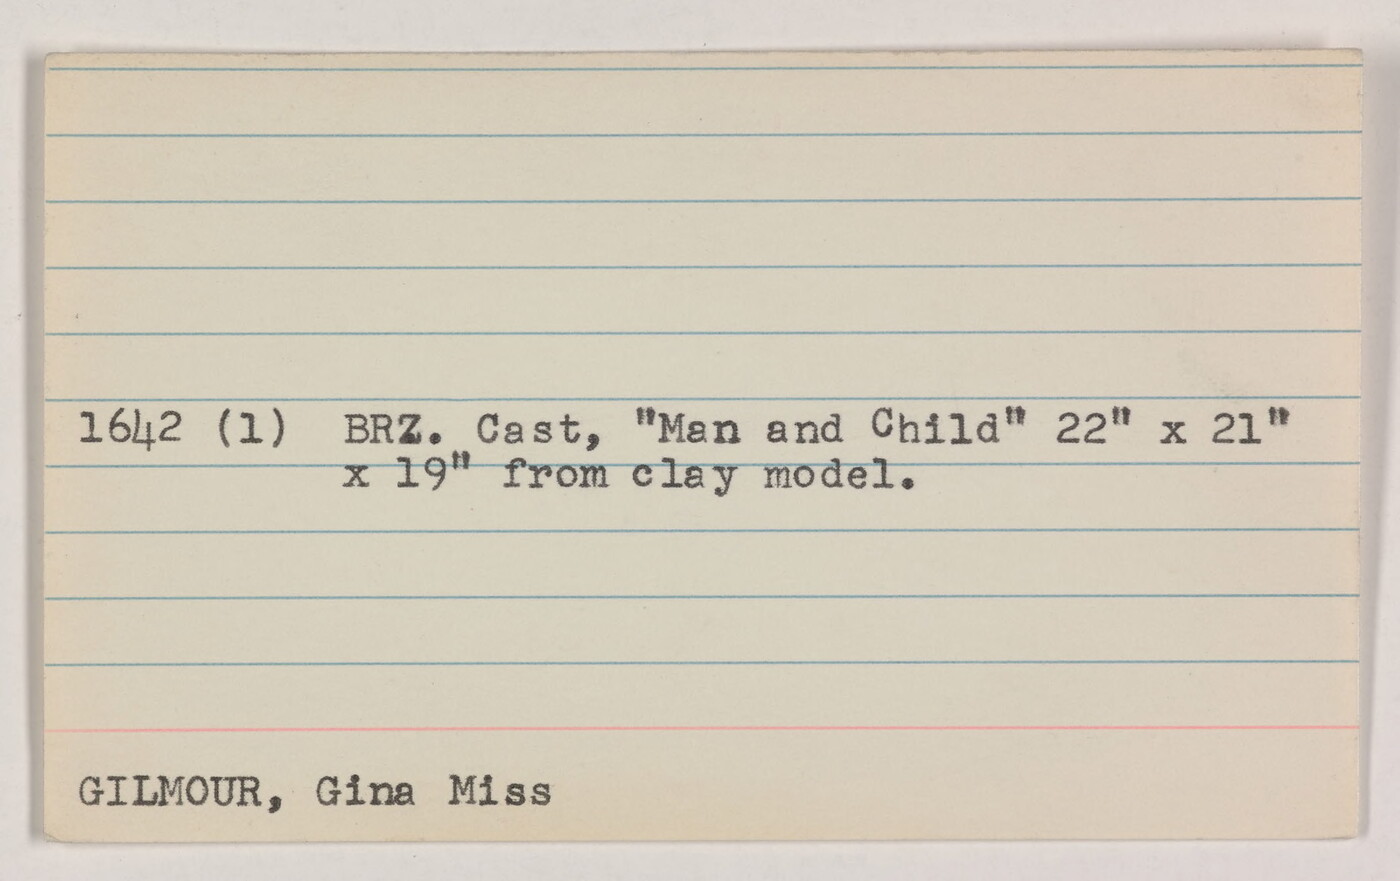 1642 (1) BRZ. Cast, "Man and Child" 22" x 21"
x 19" from clay model.
GILMOUR, Gina Miss